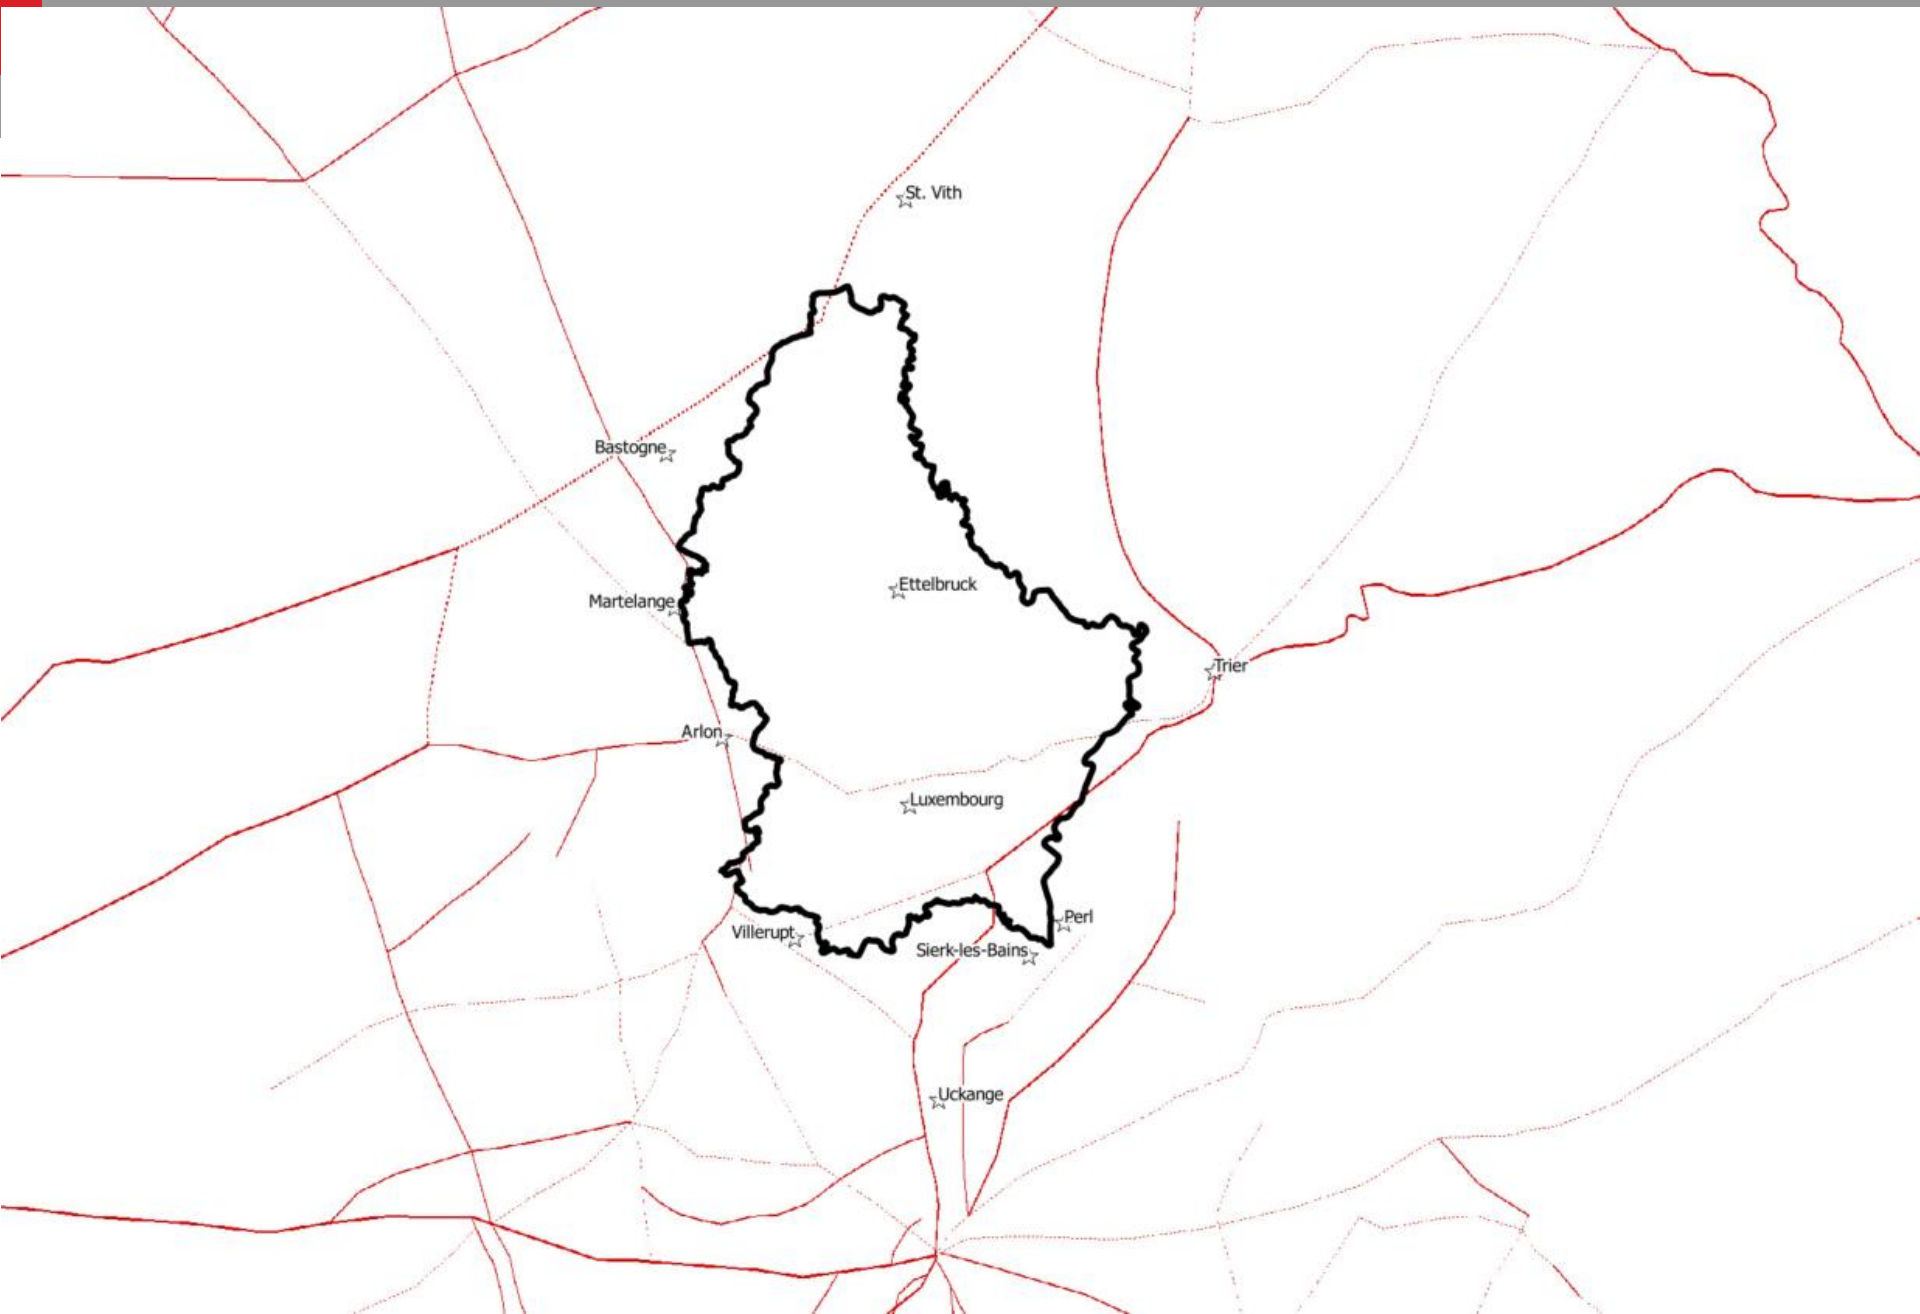 St. Vith
Bastogne
Ettelbruck
Martelange
Trier
Arlon
Luxembourg
Perl
Villerupt
Sierk-les-Bains
Uckange